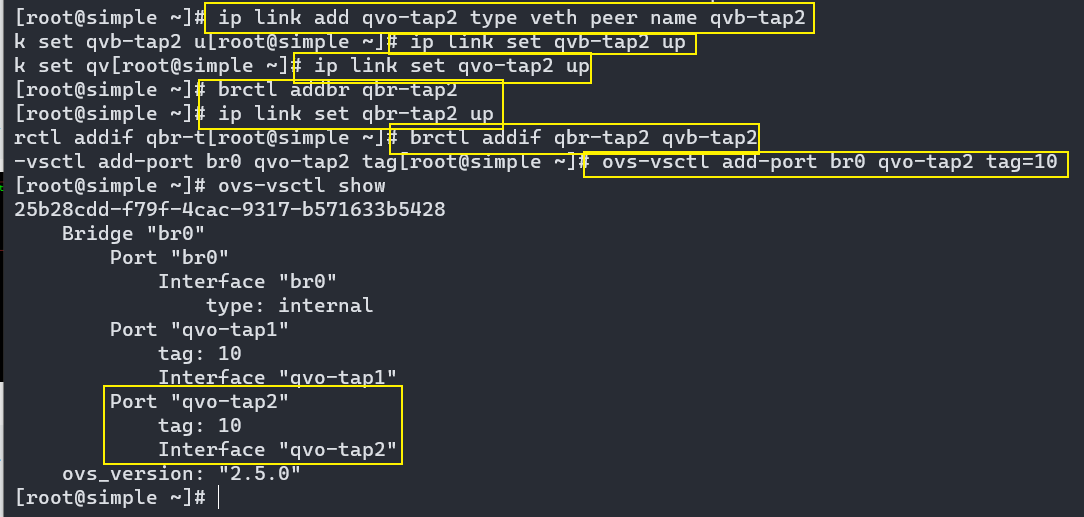 [root@simple ~]# ip link add qvo-tap2 type veth peer name qvb-tap2
k set qvb-tap2 u[root@simple ~]# ip link set qvb-tap2 up
k set qv[root@simple ~]# ip link set qvo-tap2 up
[root@simple ~]# brctl addbr qbr-tap2
[root@simple ~]# ip link set qbr-tap2 up
rctl addif qbr-t[root@simple ~]# brctl addif qbr-tap2 qvb-tap2
-vsctl add-port br0 qvo-tap2 tag[root@simple ~]# ovs-vsctl add-port br0 qvo-tap2 tag=10
[root@simple ~]# ovs-vsctl show
25b28cdd-f79f-4cac-9317-b571633b5428
    Bridge "br0"
        Port "br0"
            Interface "br0"
                type: internal
        Port "qvo-tap1"
            tag: 10
            Interface "qvo-tap1"
        Port "qvo-tap2"
            tag: 10
            Interface "qvo-tap2"
    ovs_version: "2.5.0"
[root@simple ~]#